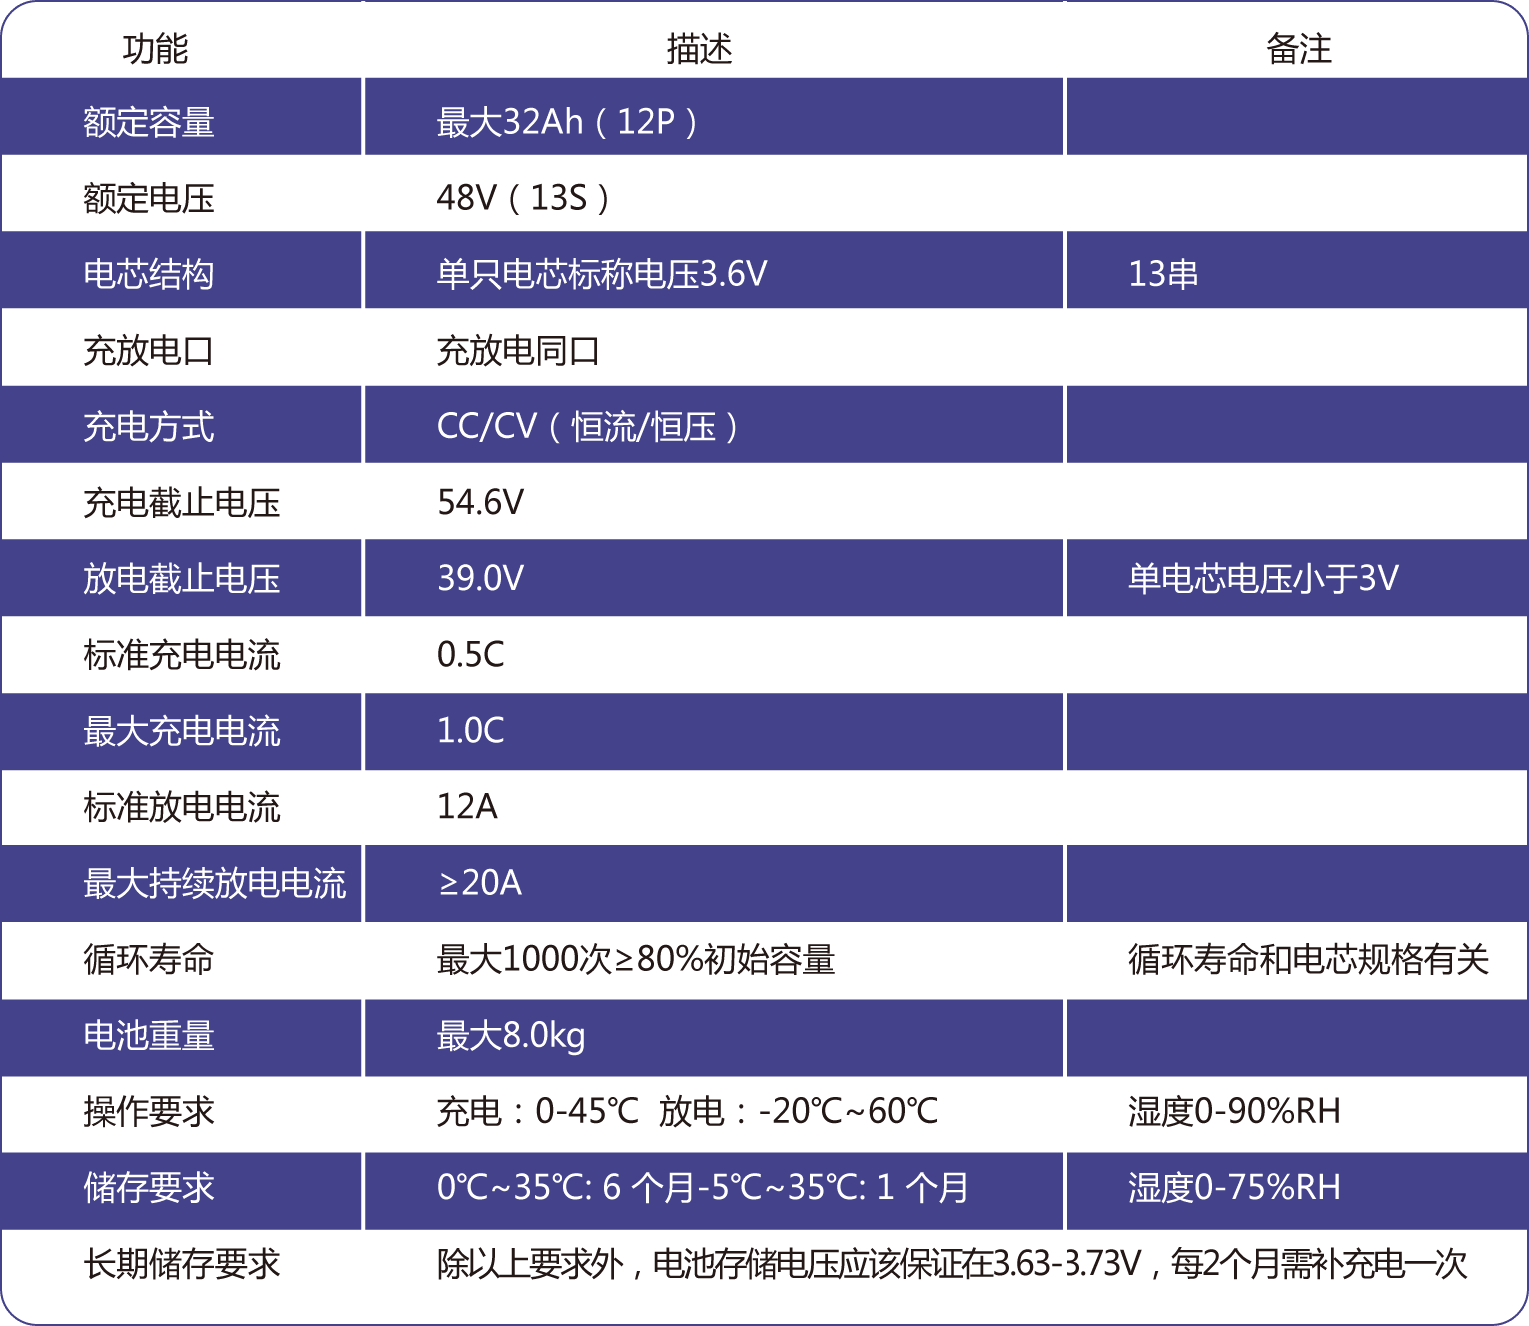 功能 描述 备注
额定容量 最大32Ah（12P）
额定电压 48V（13S）
电芯结构 单只电芯标称电压3.6V 13串
充放电口 充放电同口
充电方式 CC/CV（恒流/恒压）
充电截止电压 54.6V
放电截止电压 39.0V 单电芯电压小于3V
标准充电电流 0.5C
最大充电电流 1.0C
标准放电电流 12A
最大持续放电电流 ≥20A
循环寿命 最大1000次≥80%初始容量 循环寿命和电芯规格有关
电池重量 最大8.0kg
操作要求 充电：0-45℃ 放电：-20℃~60℃ 湿度0-90%RH
储存要求 0℃~35℃: 6 个月-5℃~35℃: 1 个月 湿度0-75%RH
长期储存要求 除以上要求外，电池存储电压应该保证在3.63-3.73V，每2个月需补充电一次